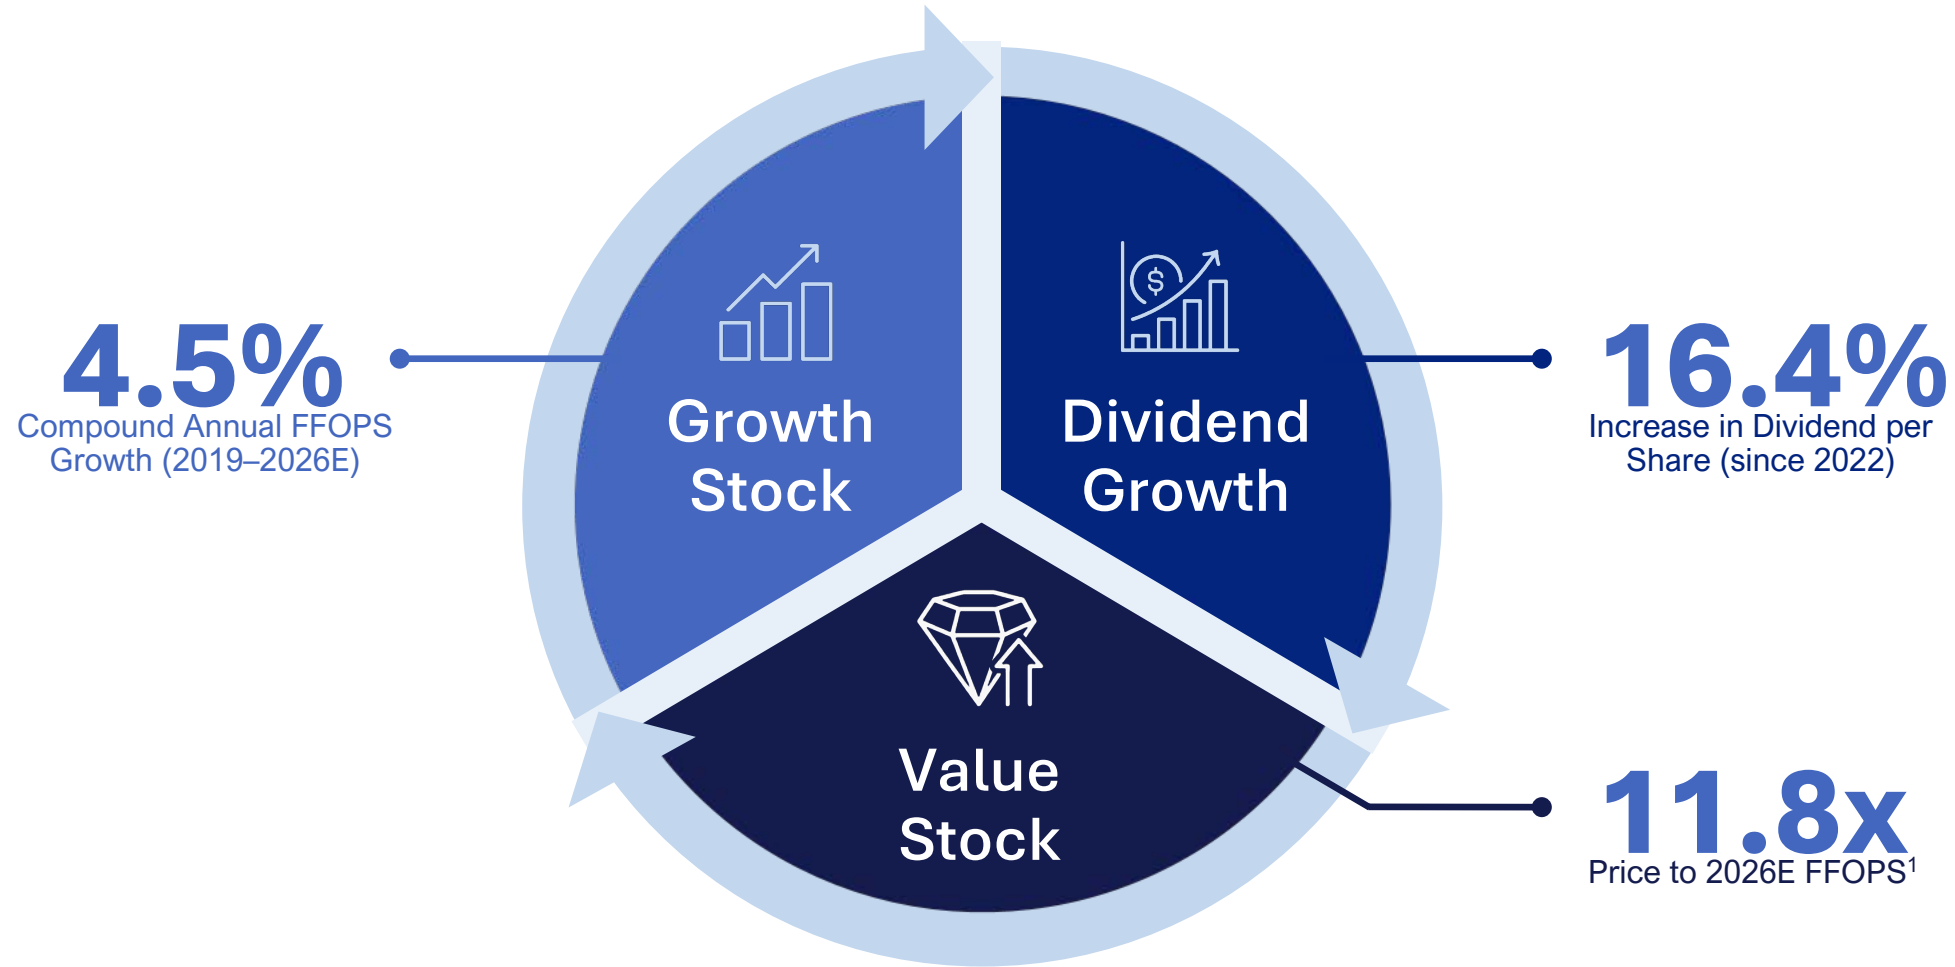 4.5%
Compound Annual FFOPS
Growth (2019–2026E)
Growth
Stock
$
Dividend
Growth
16.4%
Increase in Dividend per
Share (since 2022)
Value
Stock
11.8x
Price to 2026E FFOPS¹